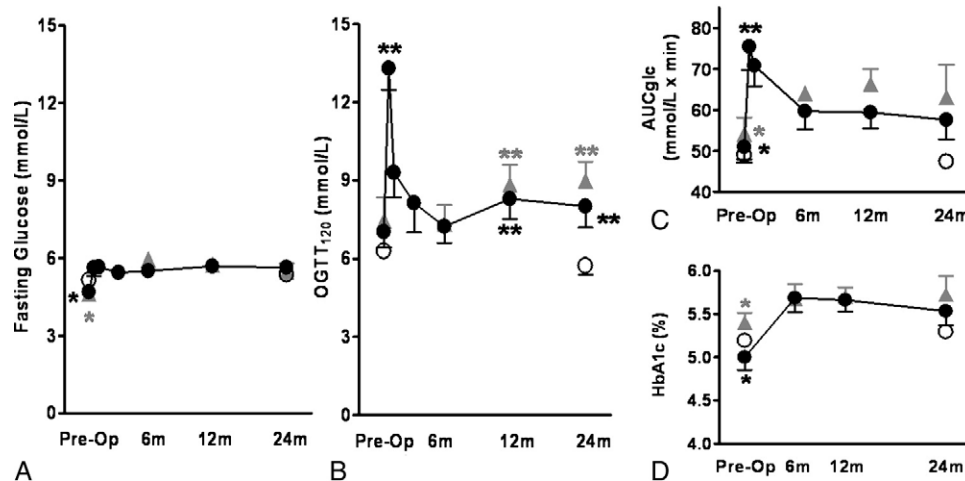 15
12
9
6
3
0
Fasting Glucose (mmol/L)
*
*
Pre-Op 6m 12m 24m
A
15
12
9
6
3
0
OGTT120 (mmol/L)
**
**
**
**
**
Pre-Op 6m 12m 24m
B
80
70
60
50
40
AUCglc
(mmol/L x min)
**
*
*
Pre-Op 6m 12m 24m
C
6.0
5.5
5.0
4.5
4.0
HbA1c (%)
*
*
Pre-Op 6m 12m 24m
D